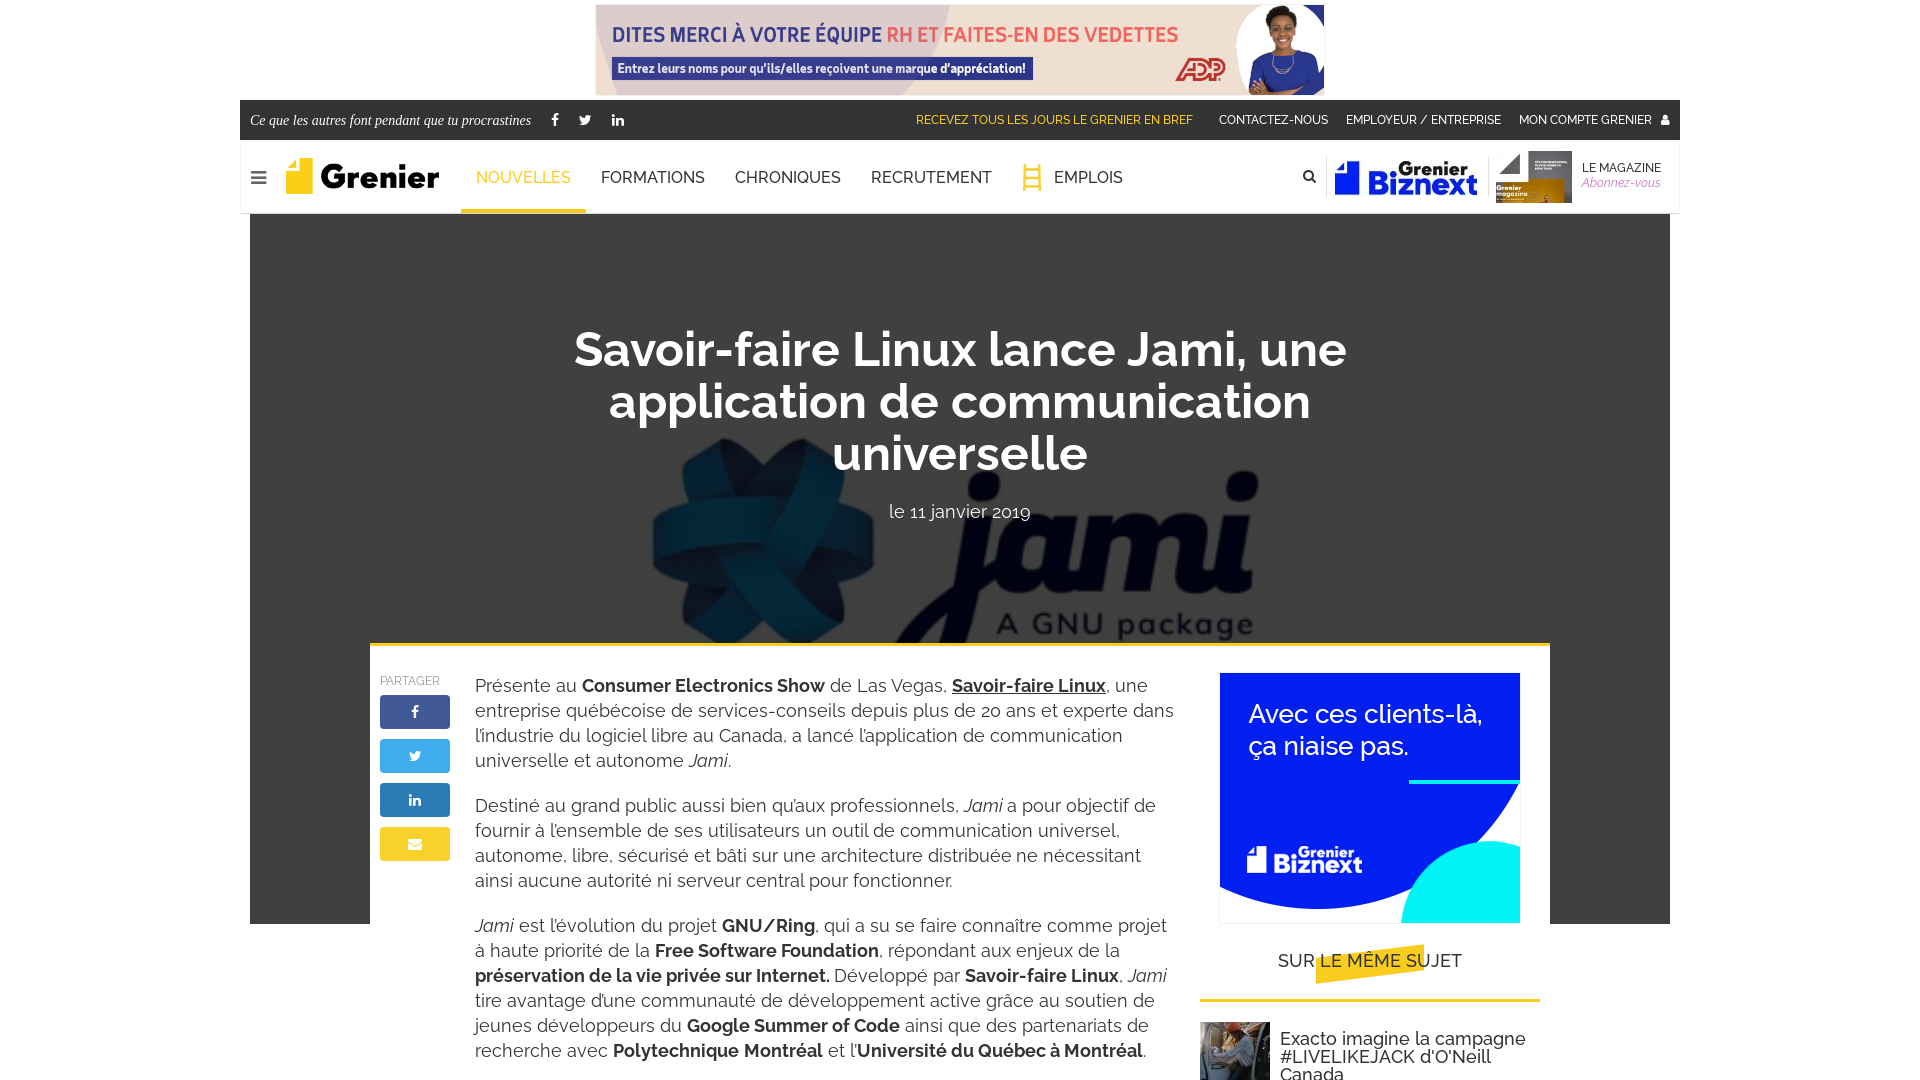 DITES MERCI À VOTRE ÉQUIPE RH ET FAITES-EN DES VEDETTES
Entrez leurs noms pour qu'ils/elles reçoivent une marque d'appréciation!
ADP
Ce que les autres font pendant que tu procrastines
RECEVEZ TOUS LES JOURS LE GRENIER EN BREF
CONTACTEZ-NOUS
EMPLOYEUR / ENTREPRISE
MON COMPTE GRENIER
Grenier
NOUVELLES
FORMATIONS
CHRONIQUES
RECRUTEMENT
EMPLOIS
Grenier
Biznext
Grenier
magazine
LE MAGAZINE
Abonnez-vous
Savoir-faire Linux lance Jami, une
application de communication
universelle
le 11 janvier 2019
jami
A GNU package
PARTAGER
Présente au Consumer Electronics Show de Las Vegas, Savoir-faire Linux, une
entreprise québécoise de services-conseils depuis plus de 20 ans et experte dans
l’industrie du logiciel libre au Canada, a lancé l’application de communication
universelle et autonome Jami.
Destiné au grand public aussi bien qu’aux professionnels, Jami a pour objectif de
fournir à l’ensemble de ses utilisateurs un outil de communication universel,
autonome, libre, sécurisé et bâti sur une architecture distribuée ne nécessitant
ainsi aucune autorité ni serveur central pour fonctionner.
Jami est l’évolution du projet GNU/Ring, qui a su se faire connaître comme projet
à haute priorité de la Free Software Foundation, répondant aux enjeux de la
préservation de la vie privée sur Internet. Développé par Savoir-faire Linux, Jami
tire avantage d’une communauté de développement active grâce au soutien de
jeunes développeurs du Google Summer of Code ainsi que des partenariats de
recherche avec Polytechnique Montréal et l’Université du Québec à Montréal.
Avec ces clients-là,
ça niaise pas.
Grenier
Biznext
SUR LE MÊME SUJET
Exacto imagine la campagne
#LIVELIKEJACK d'O'Neill
Canada